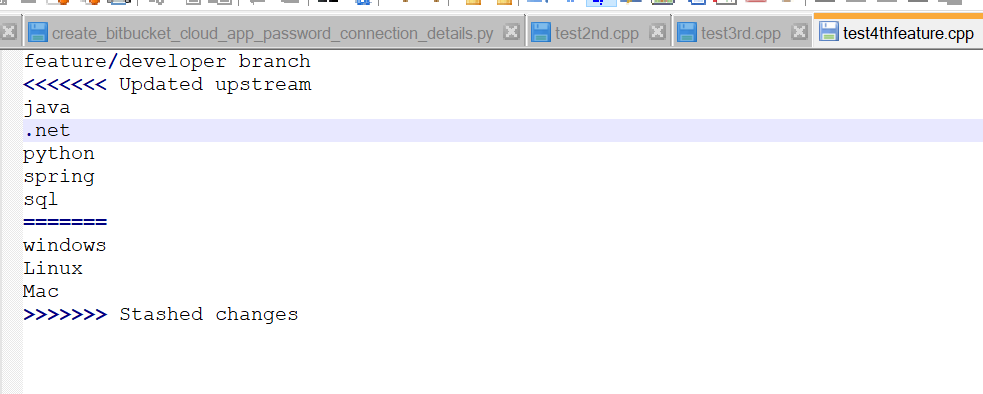 create_bitbucket_cloud_app_password_connection_details.py test2nd.cpp test3rd.cpp test4thfeature.cpp
feature/developer branch
<<<<<<< Updated upstream
java
.net
python
spring
sql
=======
windows
Linux
Mac
>>>>>>> Stashed changes